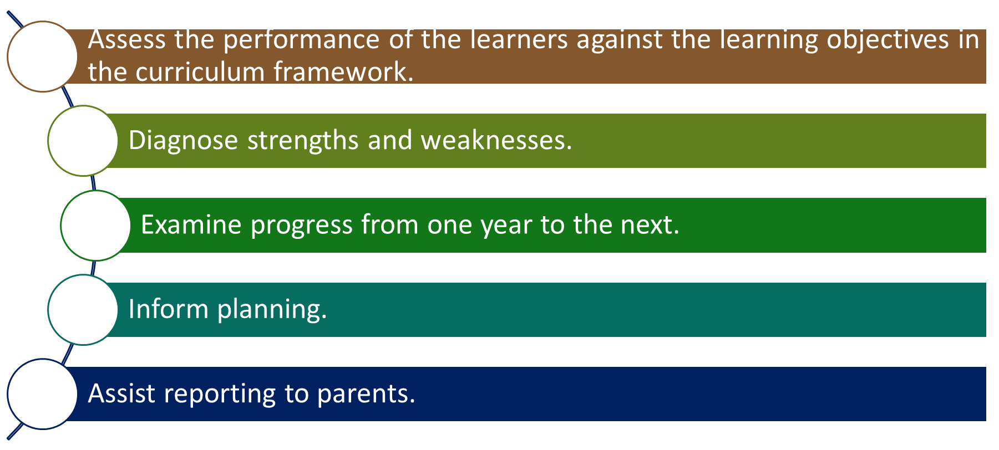 Assess the performance of the learners against the learning objectives in
the curriculum framework.
Diagnose strengths and weaknesses.
Examine progress from one year to the next.
Inform planning.
Assist reporting to parents.